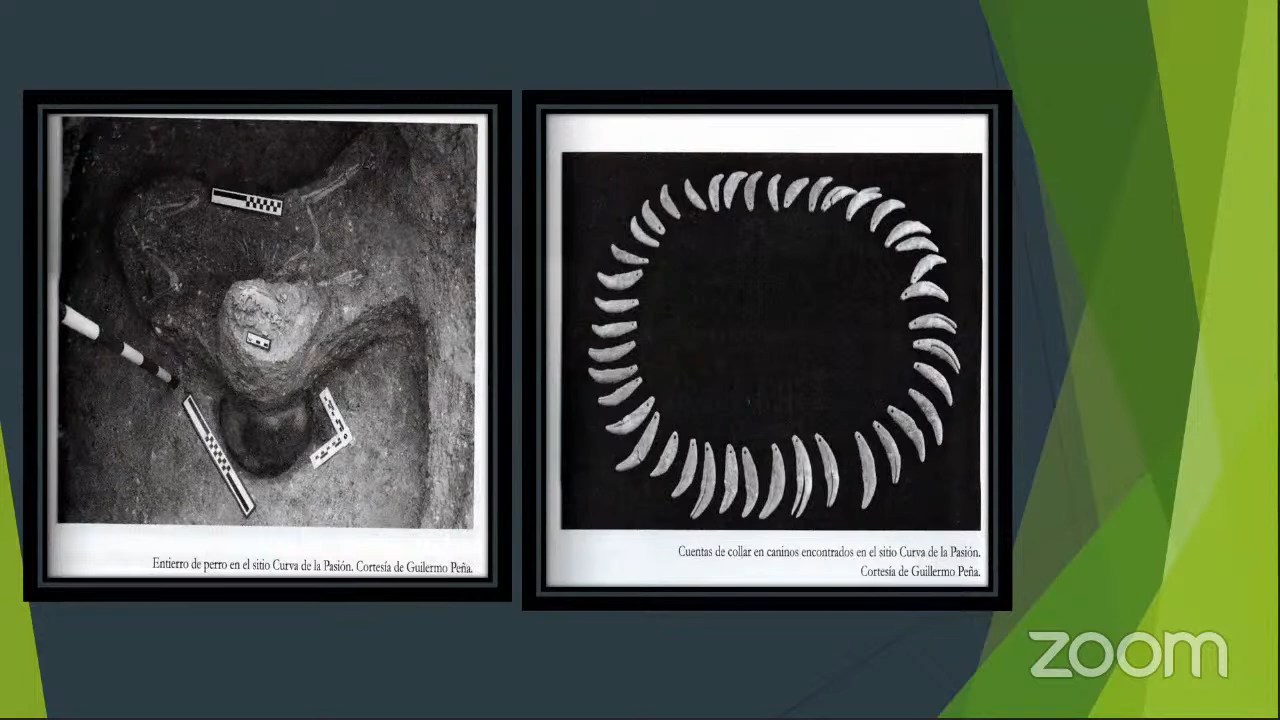 Entierro de perro en el sitio Curva de la Pasión. Cortesía de Guilermo Peña.
Cuentas de collar en caninos encontrados en el sitio Curva de la Pasión.
Cortesía de Guillermo Peña.
zoom